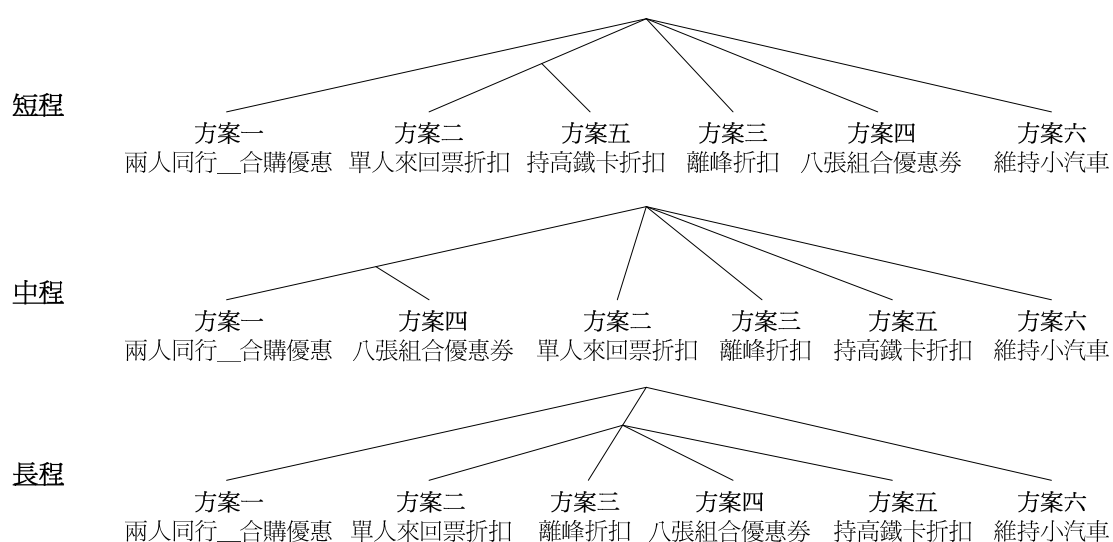 短程
方案一 方案二 方案五 方案三 方案四 方案六
兩人同行__合購優惠 單人來回票折扣 持高鐵卡折扣 離峰折扣 八張組合優惠券 維持小汽車
中程
方案一 方案四 方案二 方案三 方案五 方案六
兩人同行__合購優惠 八張組合優惠券 單人來回票折扣 離峰折扣 持高鐵卡折扣 維持小汽車
長程
方案一 方案二 方案三 方案四 方案五 方案六
兩人同行__合購優惠 單人來回票折扣 離峰折扣 八張組合優惠券 持高鐵卡折扣 維持小汽車